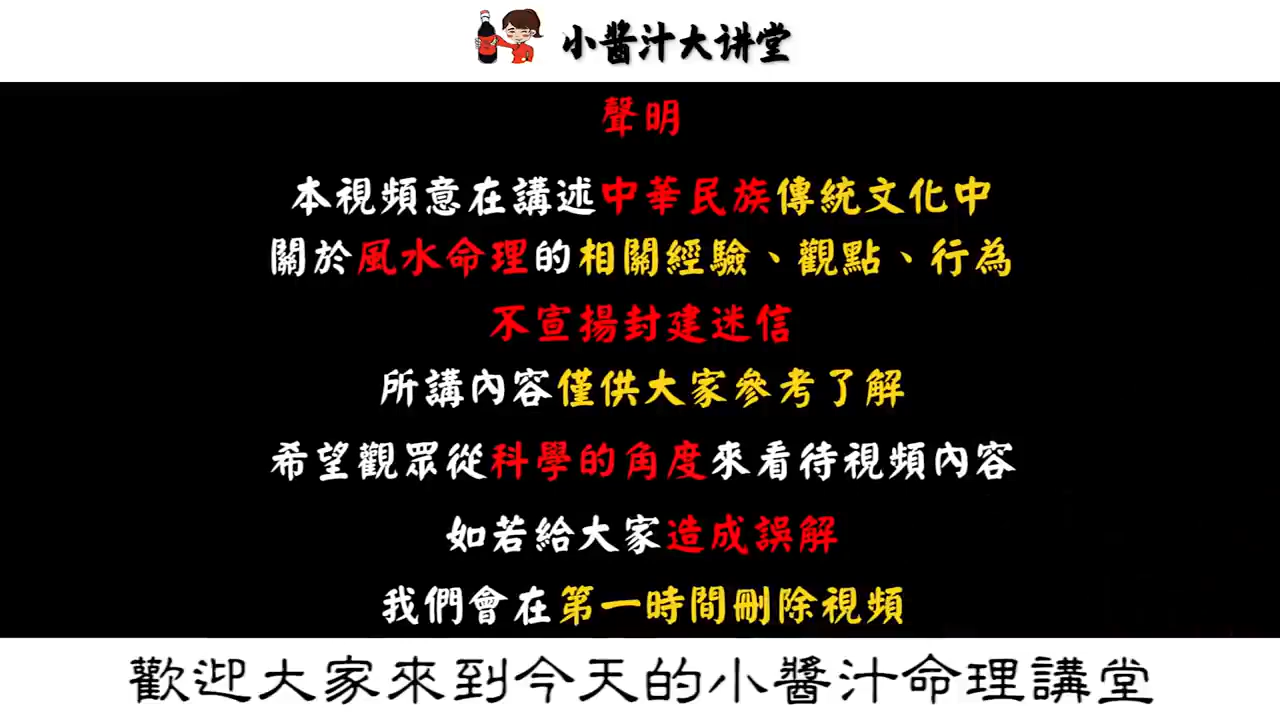 小醬汁大讲堂
聲明
本視頻意在講述中華民族傳統文化中
關於風水命理的相關經驗、觀點、行為
不宣揚封建迷信
所講內容僅供大家參考了解
希望觀眾從科學的角度來看待視頻內容
如若給大家造成誤解
我們會在第一時間刪除視頻
歡迎大家來到今天的小醬汁命理講堂